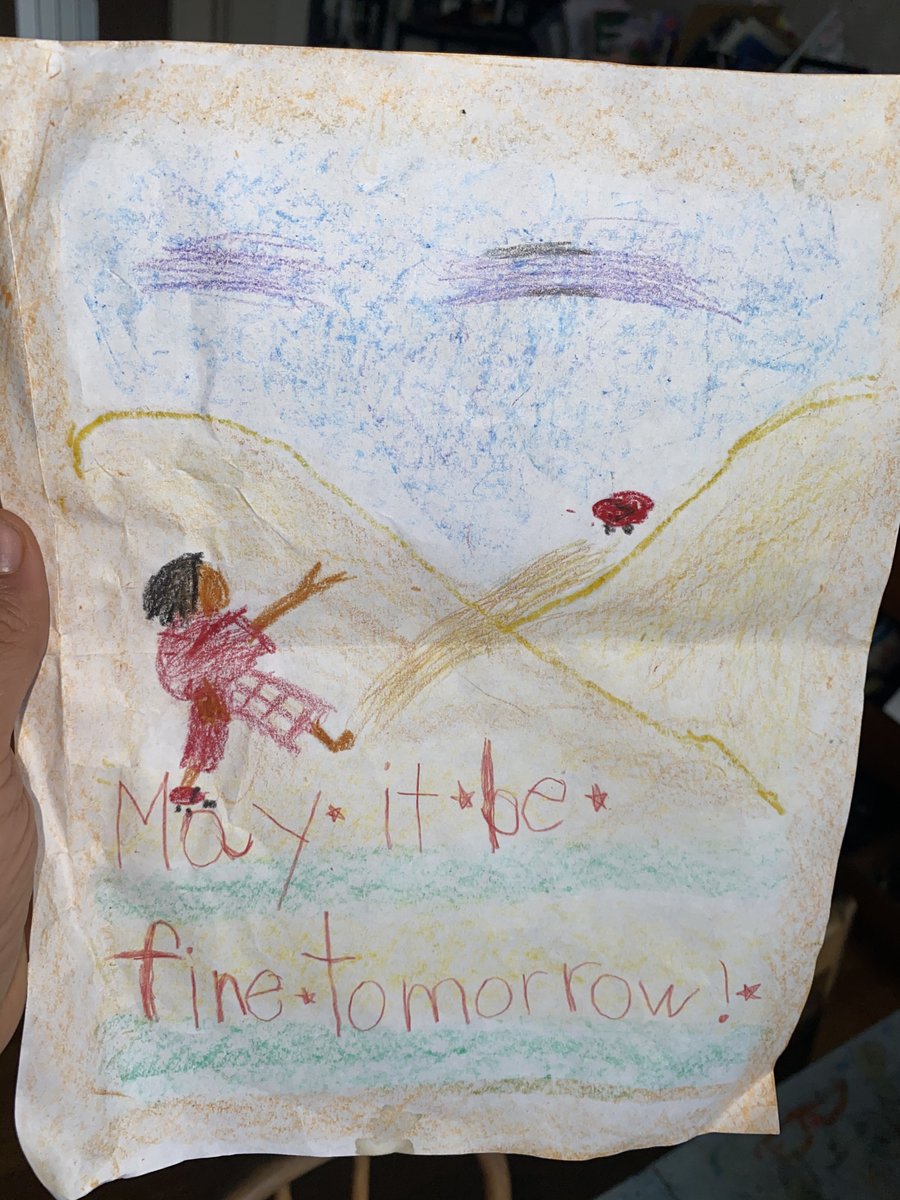 May ⭑ it ⭑ be ⭑
fine ⭑ tomorrow! ⭑